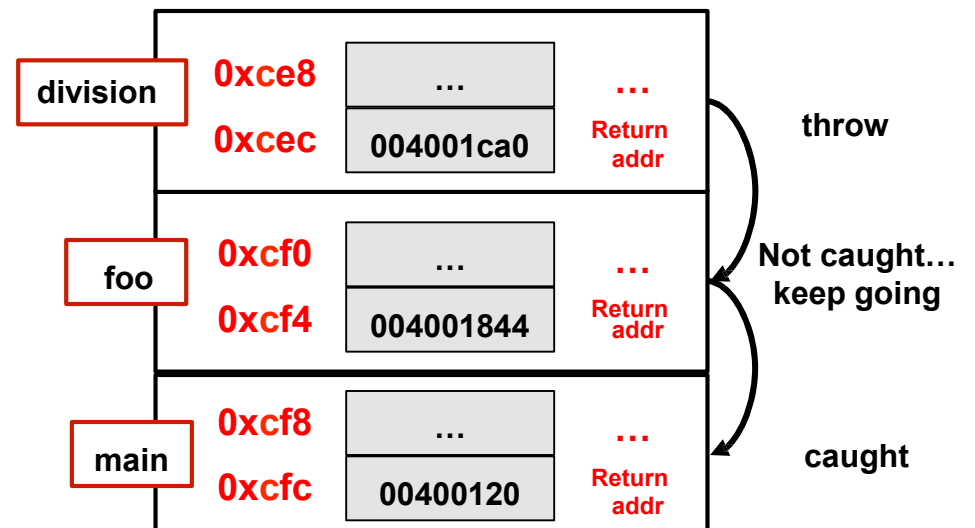 division
0xce8
…
…
0xcec
004001ca0
Return
addr
throw
foo
0xcf0
…
…
0xcf4
004001844
Return
addr
Not caught…
keep going
main
0xcf8
…
…
0xcfc
00400120
Return
addr
caught